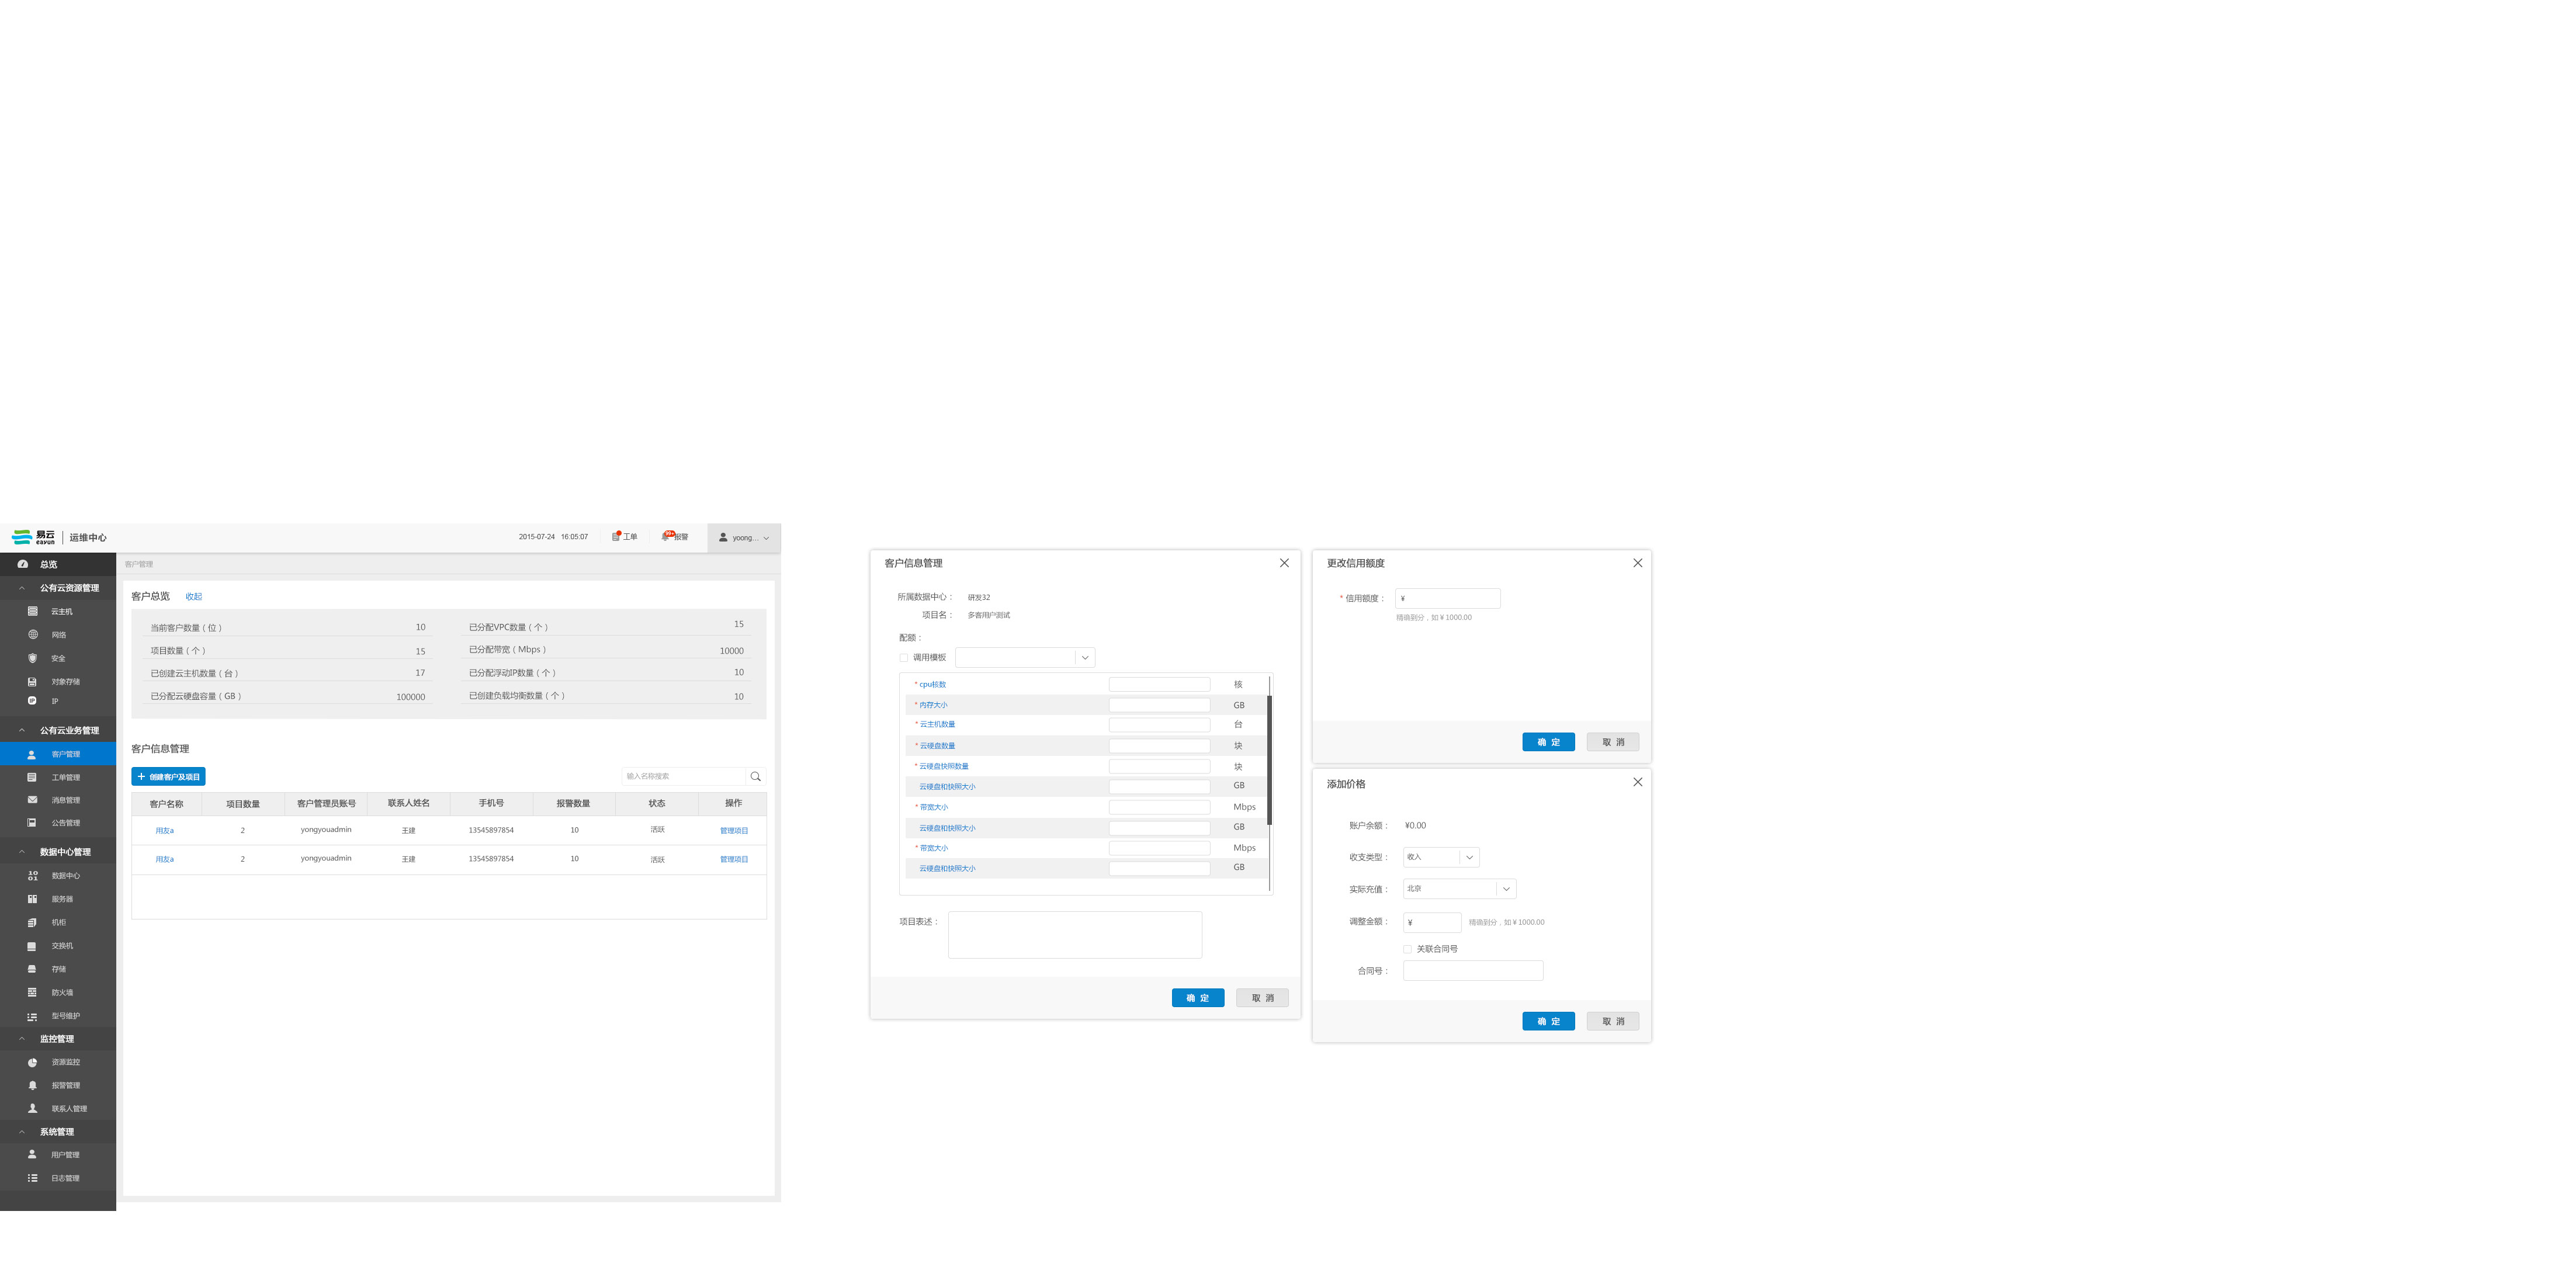 易云 eayun 运维中心
2015-07-24 16:05:07 工单 99+ 报警 yoong...
总览
公有云资源管理
云主机
网络
安全
对象存储
IP
公有云业务管理
客户管理
工单管理
消息管理
公告管理
数据中心管理
数据中心
服务器
机柜
交换机
存储
防火墙
型号维护
监控管理
资源监控
报警管理
联系人管理
系统管理
用户管理
日志管理
客户管理
客户总览 收起
当前客户数量（位） 10
项目数量（个） 15
已创建云主机数量（台） 17
已分配云硬盘容量（GB） 100000
已分配VPC数量（个） 15
已分配带宽（Mbps） 10000
已分配浮动IP数量（个） 10
已创建负载均衡数量（个） 10
客户信息管理
创建客户及项目 输入名称搜索
客户名称 项目数量 客户管理员账号 联系人姓名 手机号 报警数量 状态 操作
用友a 2 yongyouadmin 王建 13545897854 10 活跃 管理项目
用友a 2 yongyouadmin 王建 13545897854 10 活跃 管理项目
客户信息管理
所属数据中心： 研发32
项目名： 多客用户测试
配额：
调用模板
* cpu核数 核
* 内存大小 GB
* 云主机数量 台
* 云硬盘数量 块
* 云硬盘快照数量 块
云硬盘和快照大小 GB
* 带宽大小 Mbps
云硬盘和快照大小 GB
* 带宽大小 Mbps
云硬盘和快照大小 GB
项目表述：
确 定 取 消
更改信用额度
* 信用额度： ¥
精确到分，如¥1000.00
确 定 取 消
添加价格
账户余额： ¥0.00
收支类型： 收入
实际充值： 北京
调整金额： ¥ 精确到分，如¥1000.00
关联合同号
合同号：
确 定 取 消